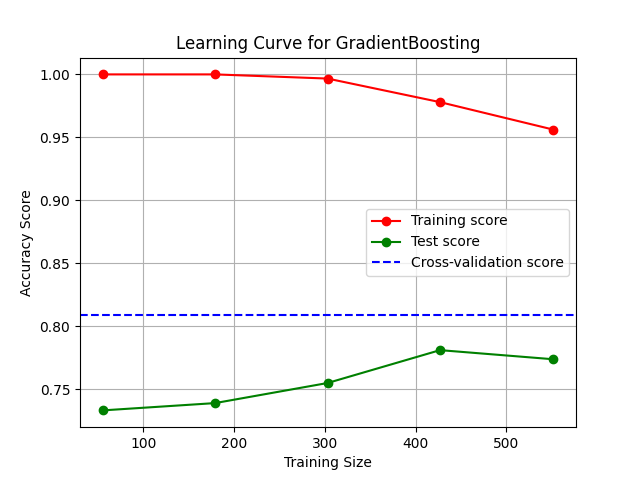 Learning Curve for GradientBoosting
Accuracy Score
1.00
0.95
0.90
0.85
0.80
0.75
Training score
Test score
Cross-validation score
100
200
300
400
500
Training Size